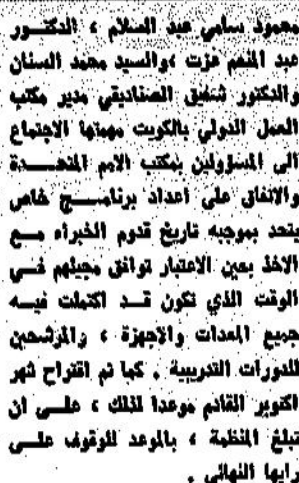 محمود سامي عبد السلام ، الدكتور
عبد المنعم عزت ،والسيد محمد السنان
والدكتور شفيق الصناديقي مدير مكتب
العمل الدولي بالكويت مهمتها الاجتماع
الى المسؤولين بمكتب الامم المتحدة
والاتفاق على اعداد برنامج خاص
يتحد بموجبه تاريخ قدوم الخبراء مع
الاخذ بعين الاعتبار توافق مجيئهم في
الوقت الذي تكون قد اكتملت فيه
جميع المعدات والاجهزة ، والمرشحين
للدورات التدريبية . كما تم اقتراح شهر
اكتوبر القادم موعدا لذلك ، على ان
تبلغ المنظمة ، بالموعد للوقوف على
رايها النهائي .